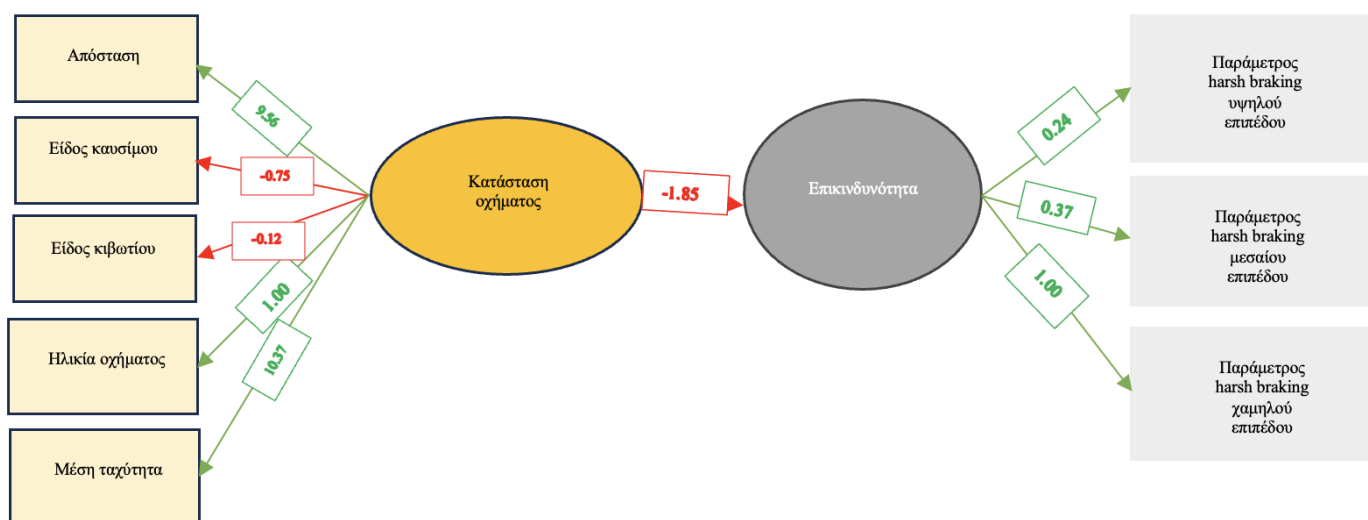 Απόσταση
Είδος καυσίμου
Είδος κιβωτίου
Ηλικία οχήματος
Μέση ταχύτητα
9.56
-0.75
-0.12
1.00
10.37
Κατάσταση
οχήματος
-1.85
Επικινδυνότητα
0.24
0.37
1.00
Παράμετρος
harsh braking
υψηλού
επιπέδου
Παράμετρος
harsh braking
μεσαίου
επιπέδου
Παράμετρος
harsh braking
χαμηλού
επιπέδου